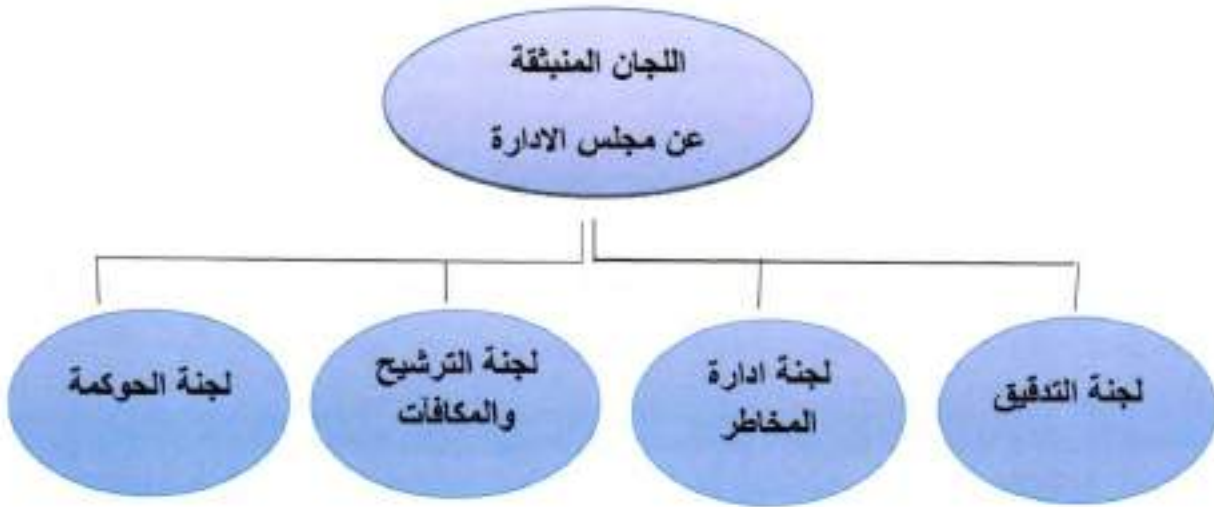 اللجان المنبثقة
عن مجلس الادارة
لجنة التدقيق
لجنة ادارة
المخاطر
لجنة الترشيح
والمكافآت
لجنة الحوكمة